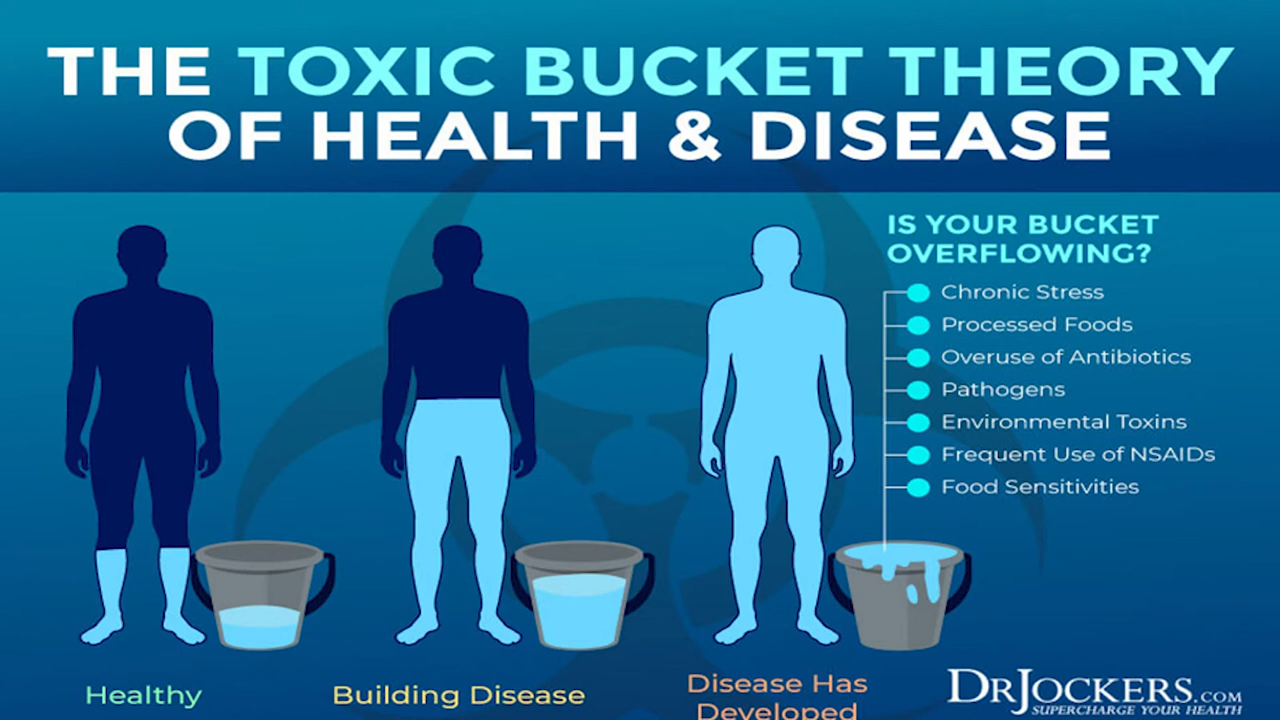 THE TOXIC BUCKET THEORY
OF HEALTH & DISEASE
IS YOUR BUCKET
OVERFLOWING?
Chronic Stress
Processed Foods
Overuse of Antibiotics
Pathogens
Environmental Toxins
Frequent Use of NSAIDs
Food Sensitivities
Healthy
Building Disease
Disease Has
Developed
DRJOCKERS.COM
SUPERCHARGE YOUR HEALTH